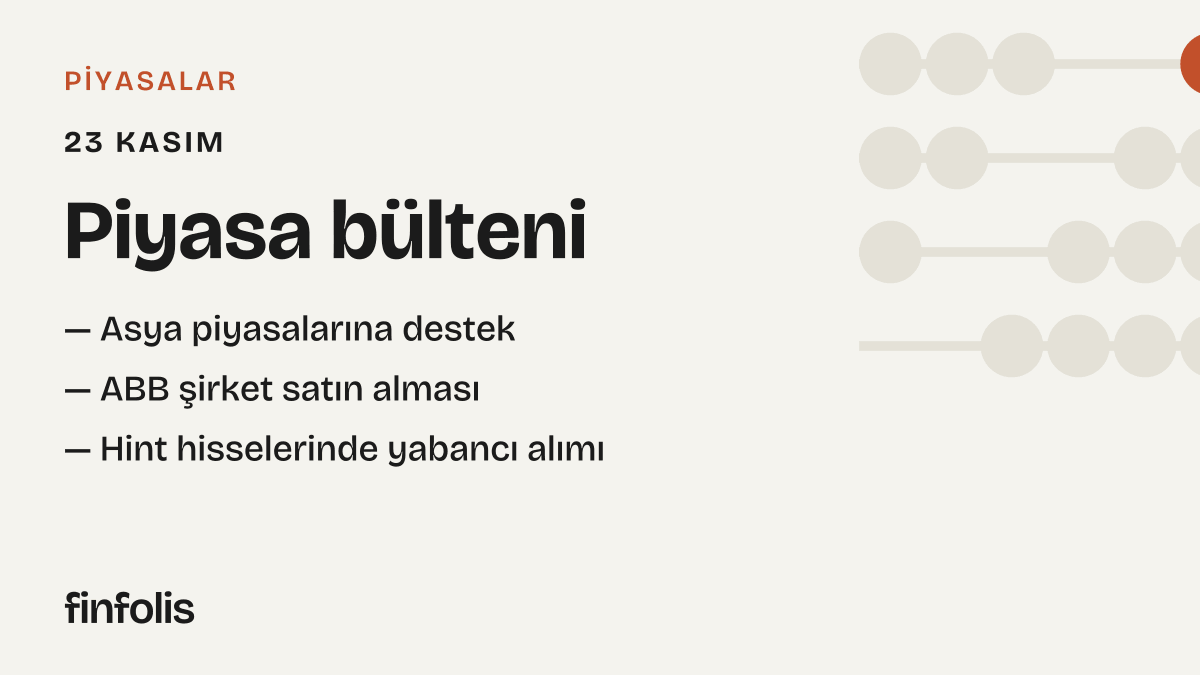 PİYASALAR
23 KASIM
Piyasa bülteni
— Asya piyasalarına destek
— ABB şirket satın alması
— Hint hisselerinde yabancı alımı
finfolis